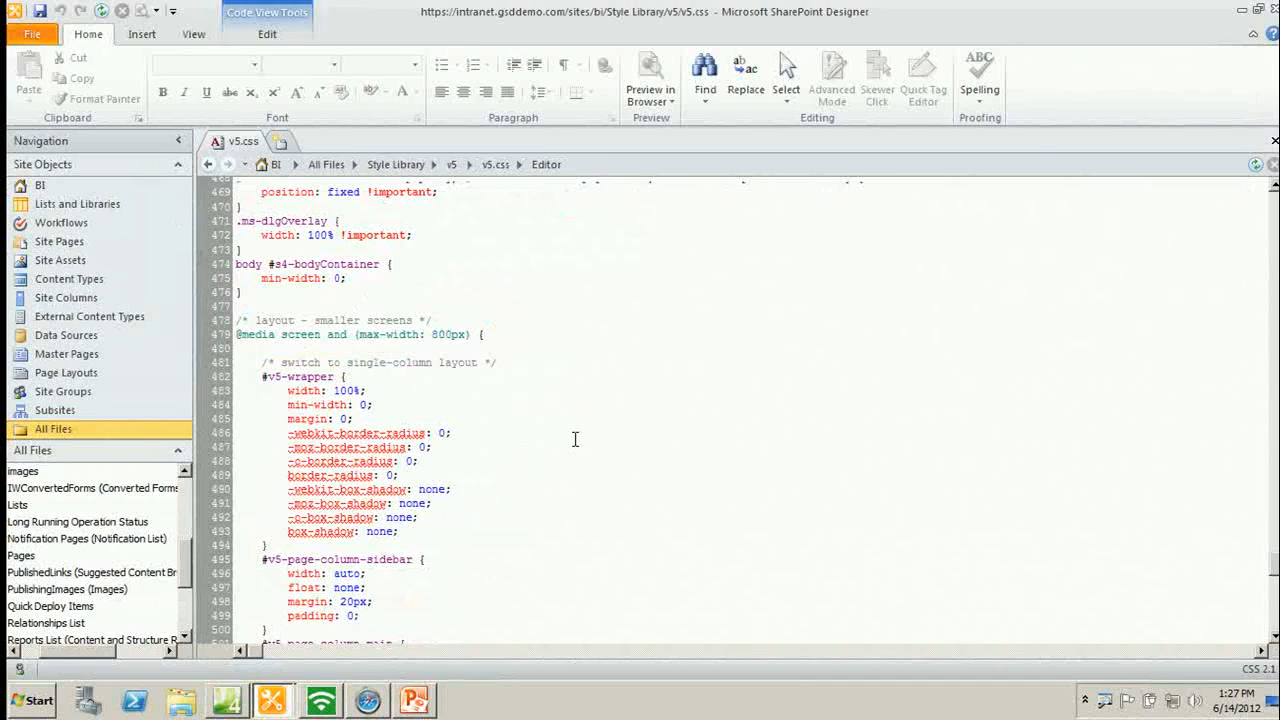 Code View Tools
https://intranet.gsddemo.com/sites/bi/Style Library/v5/v5.css - Microsoft SharePoint Designer
File Home Insert View Edit
Paste
Cut
Copy
Format Painter
Clipboard
Font
Paragraph
Preview in Browser
Preview
Find
Replace
Select
Advanced Mode
Skewer Click
Quick Tag Editor
Editing
ABC
Spelling
Proofing
Navigation
v5.css
Site Objects
BI All Files Style Library v5 v5.css Editor
BI
Lists and Libraries
Workflows
Site Pages
Site Assets
Content Types
Site Columns
External Content Types
Data Sources
Master Pages
Page Layouts
Site Groups
Subsites
All Files
All Files
images
IWConvertedForms (Converted Forms
Lists
Long Running Operation Status
Notification Pages (Notification List)
Pages
PublishedLinks (Suggested Content Br
PublishingImages (Images)
Quick Deploy Items
Relationships List
Reports List (Content and Structure R
469 position: fixed !important;
470 }
471 .ms-dlgOverlay {
472 width: 100% !important;
473 }
474 body #s4-bodyContainer {
475 min-width: 0;
476 }
477
478 /* layout - smaller screens */
479 @media screen and (max-width: 800px) {
480
481 /* switch to single-column layout */
482 #v5-wrapper {
483 width: 100%;
484 min-width: 0;
485 margin: 0;
486 -webkit-border-radius: 0;
487 -moz-border-radius: 0;
488 -o-border-radius: 0;
489 border-radius: 0;
490 -webkit-box-shadow: none;
491 -moz-box-shadow: none;
492 -o-box-shadow: none;
493 box-shadow: none;
494 }
495 #v5-page-column-sidebar {
496 width: auto;
497 float: none;
498 margin: 20px;
499 padding: 0;
500 }
CSS 2.1
Start
1:27 PM
6/14/2012